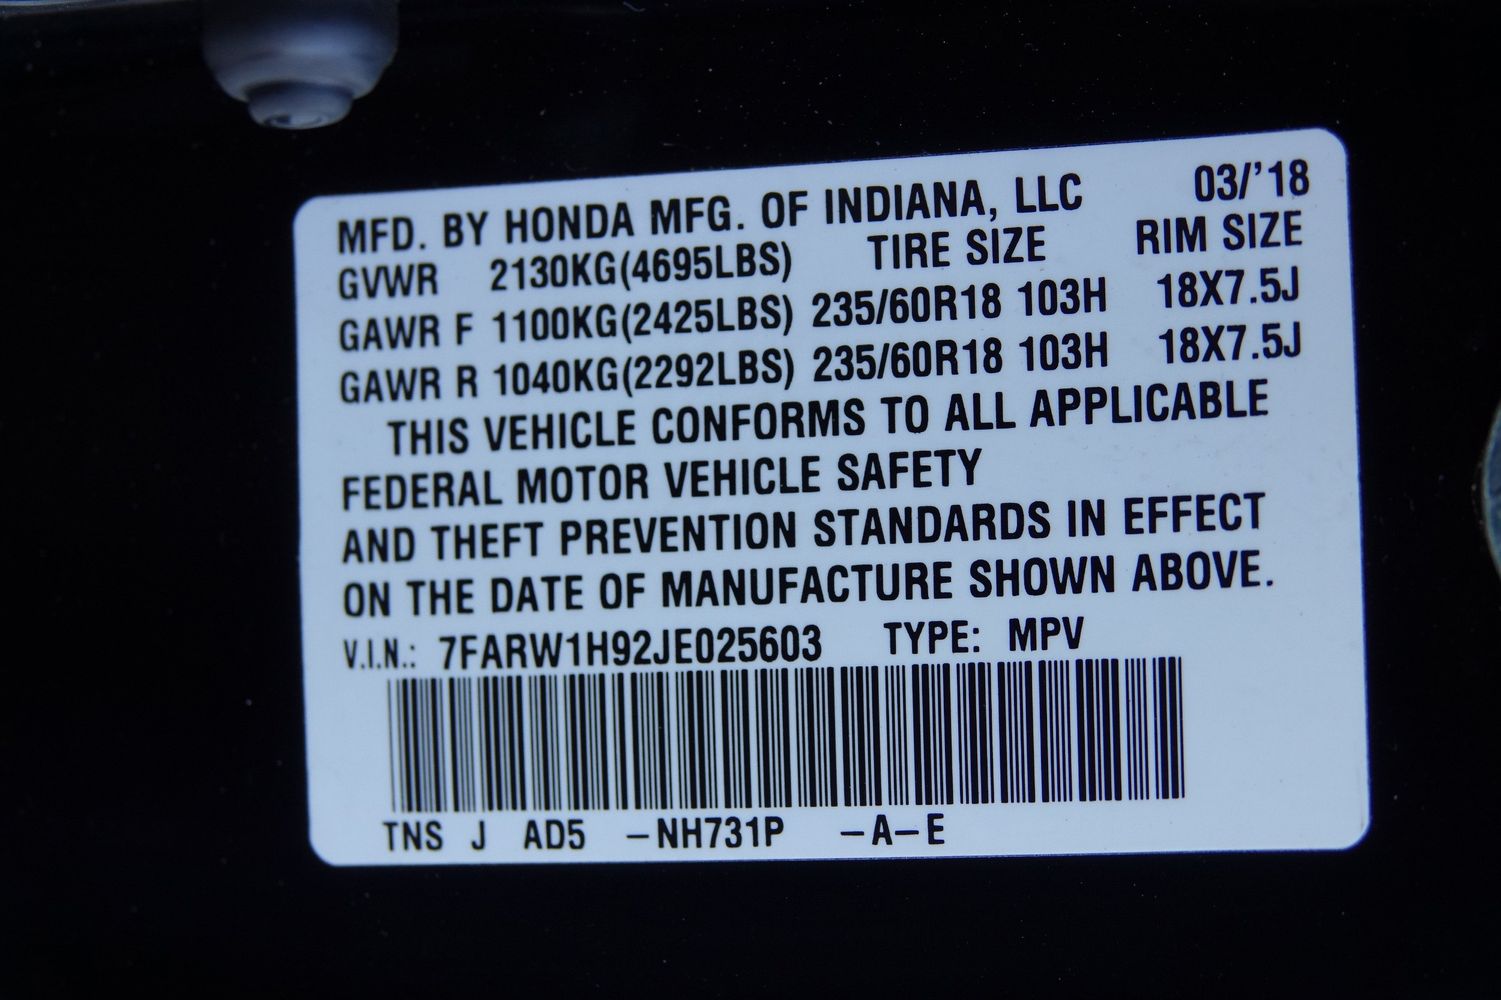 MFD. BY HONDA MFG. OF INDIANA, LLC 03/'18
GVWR 2130KG(4695LBS) TIRE SIZE RIM SIZE
GAWR F 1100KG(2425LBS) 235/60R18 103H 18X7.5J
GAWR R 1040KG(2292LBS) 235/60R18 103H 18X7.5J
THIS VEHICLE CONFORMS TO ALL APPLICABLE
FEDERAL MOTOR VEHICLE SAFETY
AND THEFT PREVENTION STANDARDS IN EFFECT
ON THE DATE OF MANUFACTURE SHOWN ABOVE.
V.I.N.: 7FARW1H92JE025603 TYPE: MPV
TNS J AD5 –NH731P –A–E